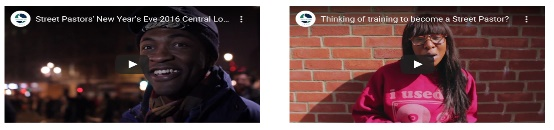 Street Pastors' New Year's Eve 2016 Central Lo...
Thinking of training to become a Street Pastor?
i used